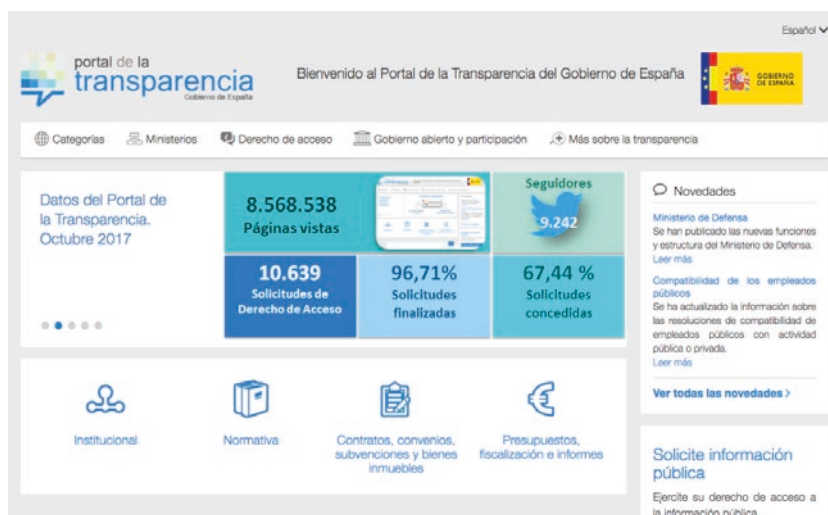 Español
portal de la
transparencia
Gobierno de España
Bienvenido al Portal de la Transparencia del Gobierno de España
GOBIERNO
DE ESPAÑA
Categorías
Ministerios
Derecho de acceso
Gobierno abierto y participación
Más sobre la transparencia
Datos del Portal de
la Transparencia.
Octubre 2017
8.568.538
Páginas vistas
Seguidores
9.242
10.639
Solicitudes de
Derecho de Acceso
96,71%
Solicitudes
finalizadas
67,44 %
Solicitudes
concedidas
Novedades
Ministerio de Defensa
Se han publicado las nuevas funciones
y estructura del Ministerio de Defensa.
Leer más
Compatibilidad de los empleados
públicos
Se ha actualizado la información sobre
las resoluciones de compatibilidad de
empleados públicos con actividad
pública o privada.
Leer más
Ver todas las novedades >
Institucional
Normativa
Contratos, convenios,
subvenciones y bienes
inmuebles
Presupuestos,
fiscalización e informes
Solicite información
pública
Ejercite su derecho de acceso a
la información pública